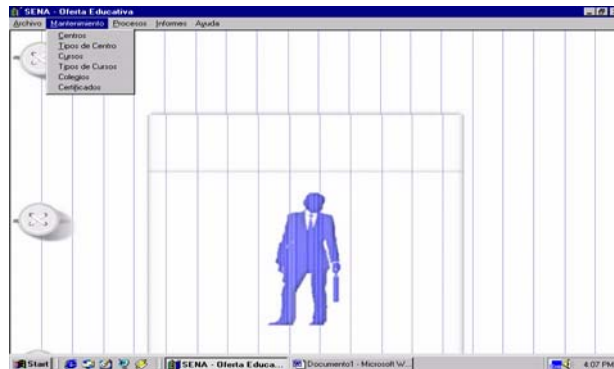 SENA - Oferta Educativa
Archivo Mantenimiento Procesos Informes Ayuda
Centros
Tipos de Centro
Cursos
Tipos de Cursos
Colegios
Certificados
Start SENA - Oferta Educa... Documento1 - Microsoft W... 4:07 PM